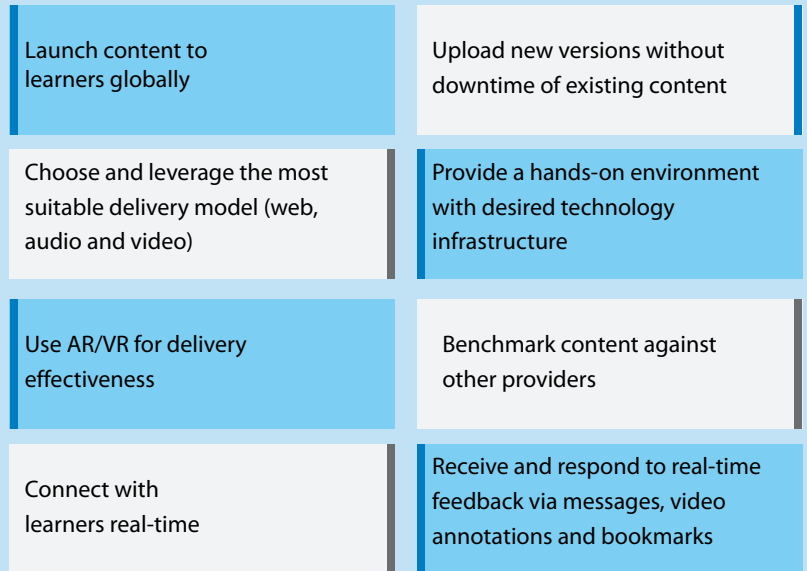 Launch content to
learners globally
Upload new versions without
downtime of existing content
Choose and leverage the most
suitable delivery model (web,
audio and video)
Provide a hands-on environment
with desired technology
infrastructure
Use AR/VR for delivery
effectiveness
Benchmark content against
other providers
Connect with
learners real-time
Receive and respond to real-time
feedback via messages, video
annotations and bookmarks